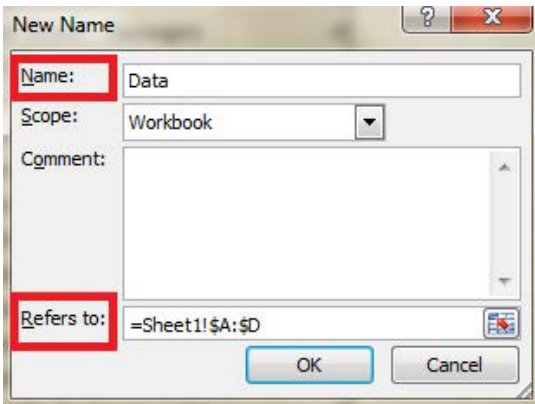 New Name
Name: Data
Scope: Workbook
Comment:
Refers to: =Sheet1!$A:$D
OK Cancel